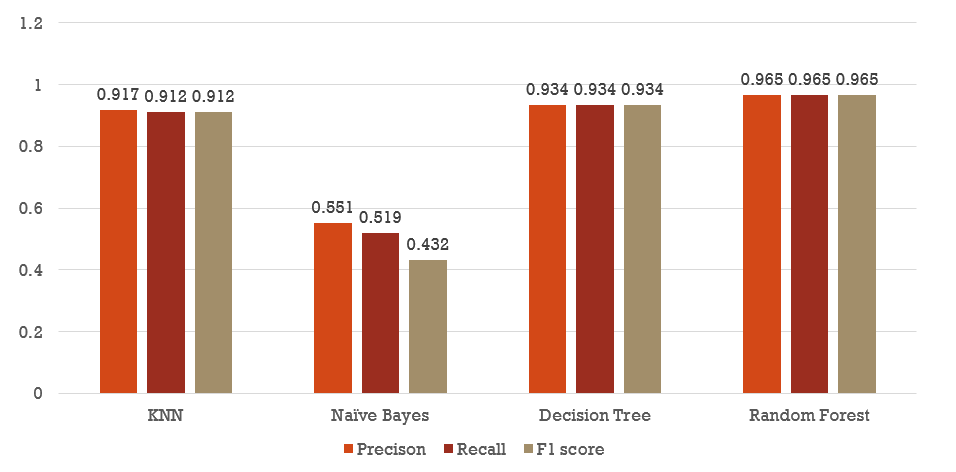 1.2
1
0.8
0.6
0.4
0.2
0
0.917 0.912 0.912
0.551 0.519 0.432
0.934 0.934 0.934
0.965 0.965 0.965
KNN Naïve Bayes Decision Tree Random Forest
Precison Recall F1 score